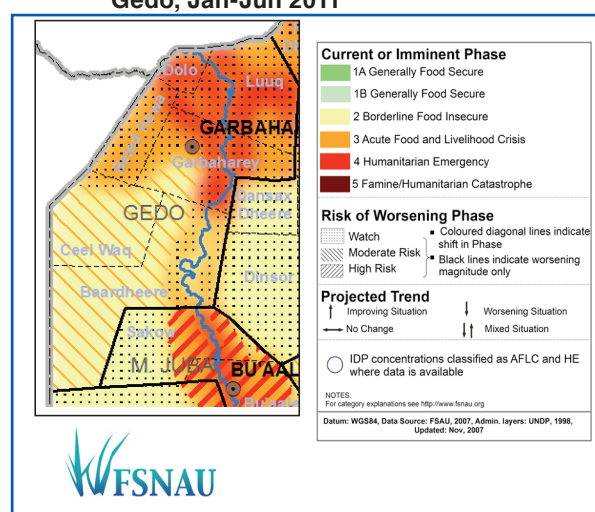 Gedo, Jan-Jun 2011
Dolo
Luuq
GARBAHA
Garbaharey
GEDO
Qansax
Dheere
Ceel Waq
Dinsor
Baardheere
Sakow
M. JUBA
BU'AAL
Bu'aale
Current or Imminent Phase
1A Generally Food Secure
1B Generally Food Secure
2 Borderline Food Insecure
3 Acute Food and Livelihood Crisis
4 Humanitarian Emergency
5 Famine/Humanitarian Catastrophe
Risk of Worsening Phase
Watch
Moderate Risk
High Risk
■ Coloured diagonal lines indicate
shift in Phase
■ Black lines indicate worsening
magnitude only
Projected Trend
↑ Improving Situation
↓ Worsening Situation
↔ No Change
↓↑ Mixed Situation
IDP concentrations classified as AFLC and HE
where data is available
NOTES:
For category explanations see http://www.fsnau.org
Datum: WGS84, Data Source: FSAU, 2007, Admin. layers: UNDP, 1998,
Updated: Nov, 2007
FSNAU